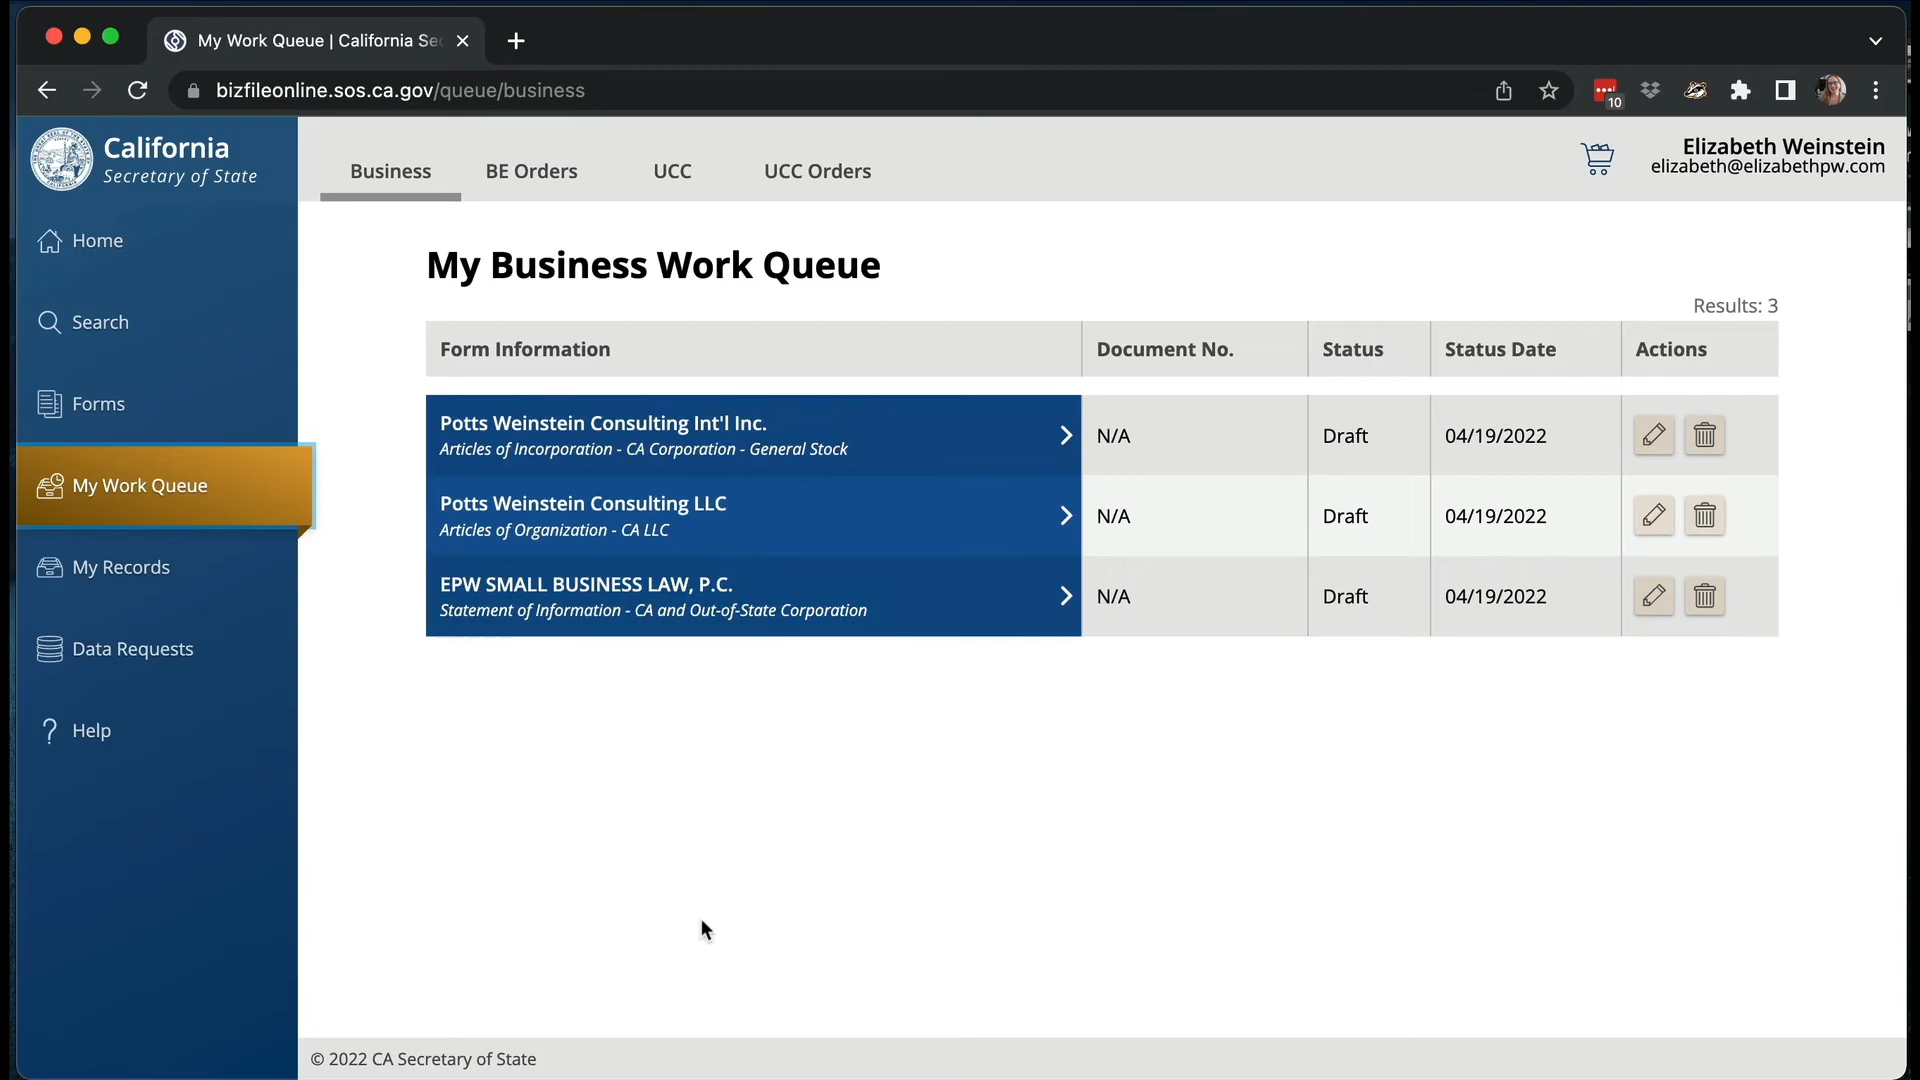 My Work Queue | California Se
bizfileonline.sos.ca.gov/queue/business
10
California
Secretary of State
Business
BE Orders
UCC
UCC Orders
Elizabeth Weinstein
elizabeth@elizabethpw.com
Home
Search
Forms
My Work Queue
My Records
Data Requests
? Help
My Business Work Queue
Results: 3
Form Information
Document No.
Status
Status Date
Actions
Potts Weinstein Consulting Int'l Inc.
Articles of Incorporation - CA Corporation - General Stock
N/A
Draft
04/19/2022
Potts Weinstein Consulting LLC
Articles of Organization - CA LLC
N/A
Draft
04/19/2022
EPW SMALL BUSINESS LAW, P.C.
Statement of Information - CA and Out-of-State Corporation
N/A
Draft
04/19/2022
© 2022 CA Secretary of State